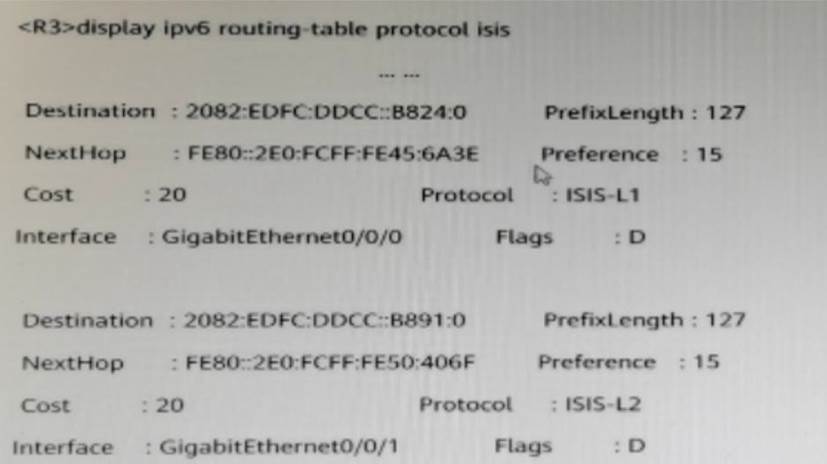 <R3>display ipv6 routing-table protocol isis
... ...
Destination : 2082:EDFC:DDCC::B824:0 PrefixLength : 127
NextHop : FE80::2E0:FCFF:FE45:6A3E Preference : 15
Cost : 20 Protocol : ISIS-L1
Interface : GigabitEthernet0/0/0 Flags : D
Destination : 2082:EDFC:DDCC::B891:0 PrefixLength : 127
NextHop : FE80::2E0:FCFF:FE50:406F Preference : 15
Cost : 20 Protocol : ISIS-L2
Interface : GigabitEthernet0/0/1 Flags : D